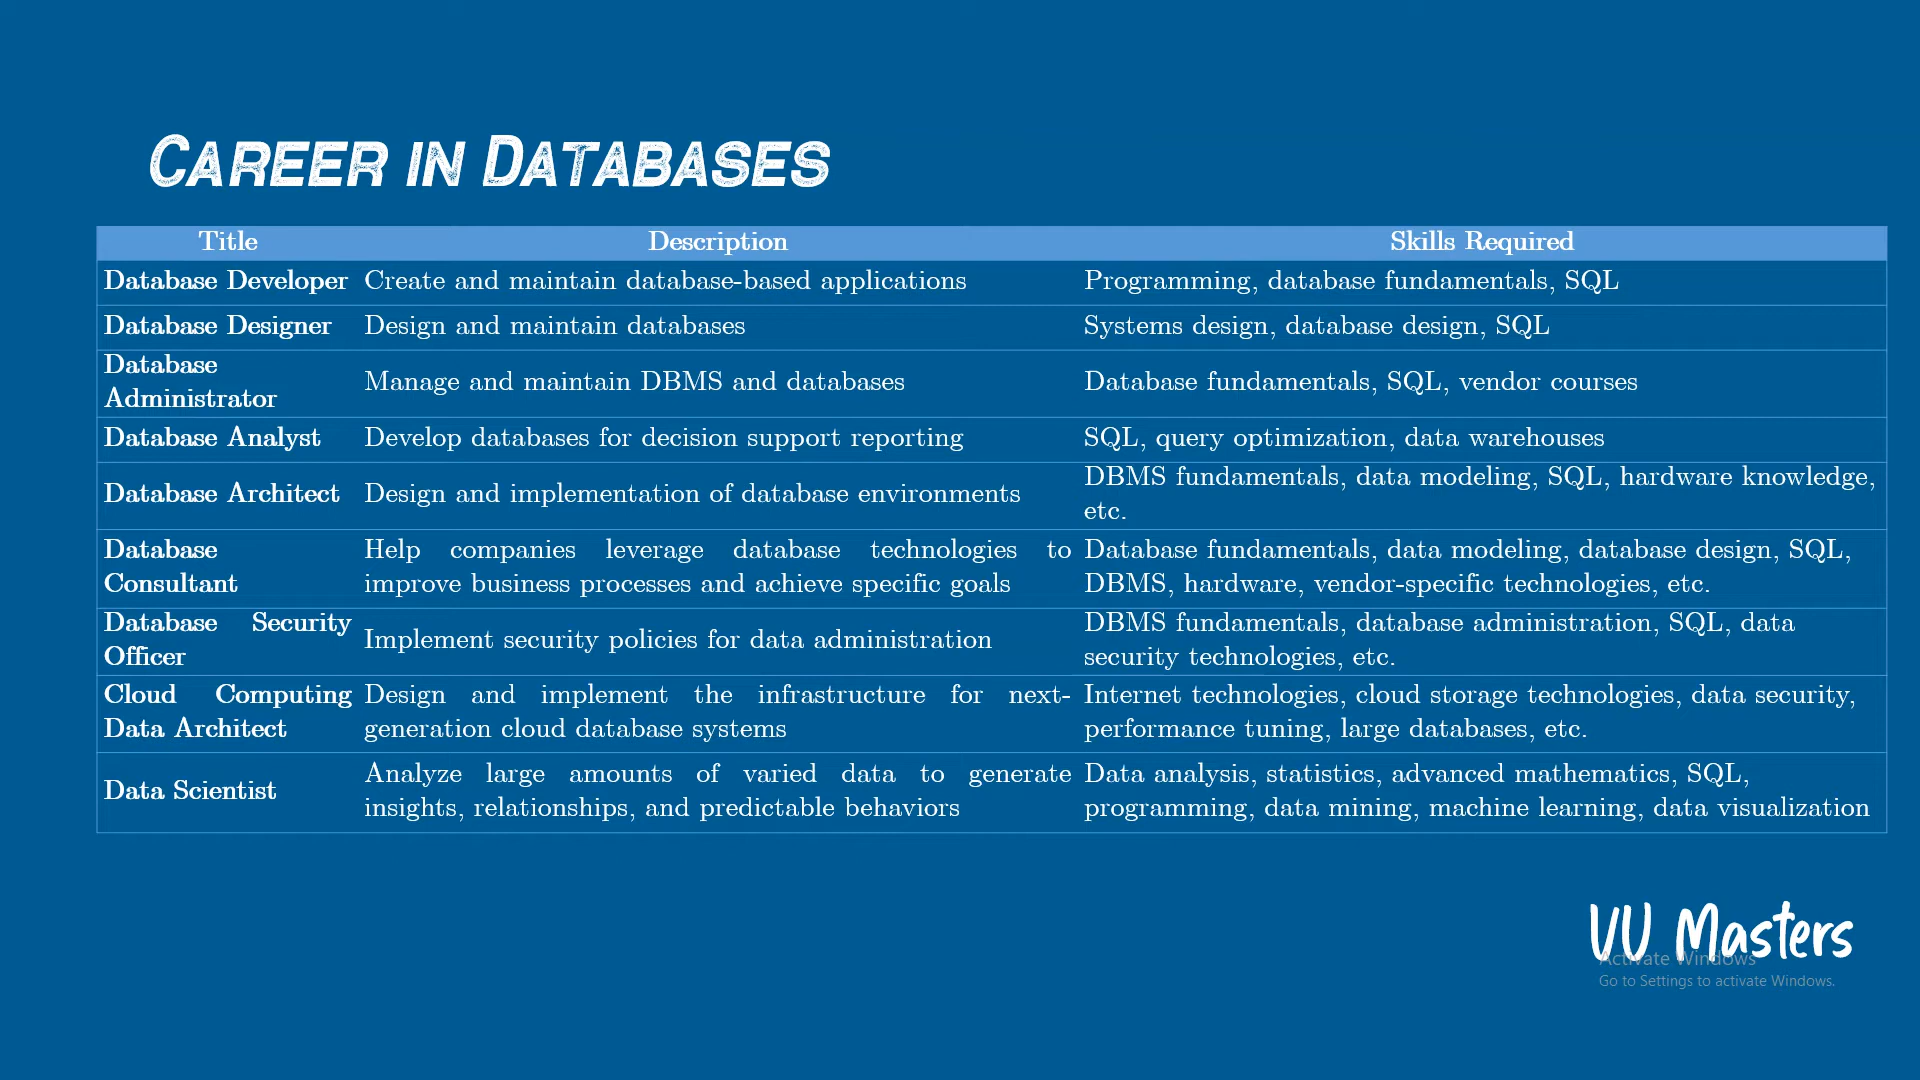 Career in Databases
Title Description Skills Required
Database Developer Create and maintain database-based applications Programming, database fundamentals, SQL
Database Designer Design and maintain databases Systems design, database design, SQL
Database
Administrator
Manage and maintain DBMS and databases Database fundamentals, SQL, vendor courses
Database Analyst Develop databases for decision support reporting SQL, query optimization, data warehouses
Database Architect Design and implementation of database environments
DBMS fundamentals, data modeling, SQL, hardware knowledge,
etc.
Database
Consultant
Help companies leverage database technologies to
improve business processes and achieve specific goals
Database fundamentals, data modeling, database design, SQL,
DBMS, hardware, vendor-specific technologies, etc.
Database Security
Officer
Implement security policies for data administration
DBMS fundamentals, database administration, SQL, data
security technologies, etc.
Cloud Computing
Data Architect
Design and implement the infrastructure for next-
generation cloud database systems
Internet technologies, cloud storage technologies, data security,
performance tuning, large databases, etc.
Data Scientist
Analyze large amounts of varied data to generate
insights, relationships, and predictable behaviors
Data analysis, statistics, advanced mathematics, SQL,
programming, data mining, machine learning, data visualization
VU Masters
Activate Windows
Go to Settings to activate Windows.